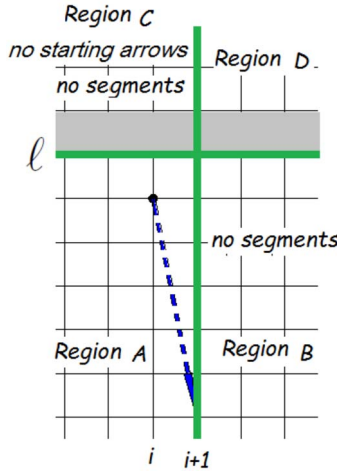 Region C
no starting arrows
Region D
no segments
ℓ
no segments
Region A
Region B
i
i+1